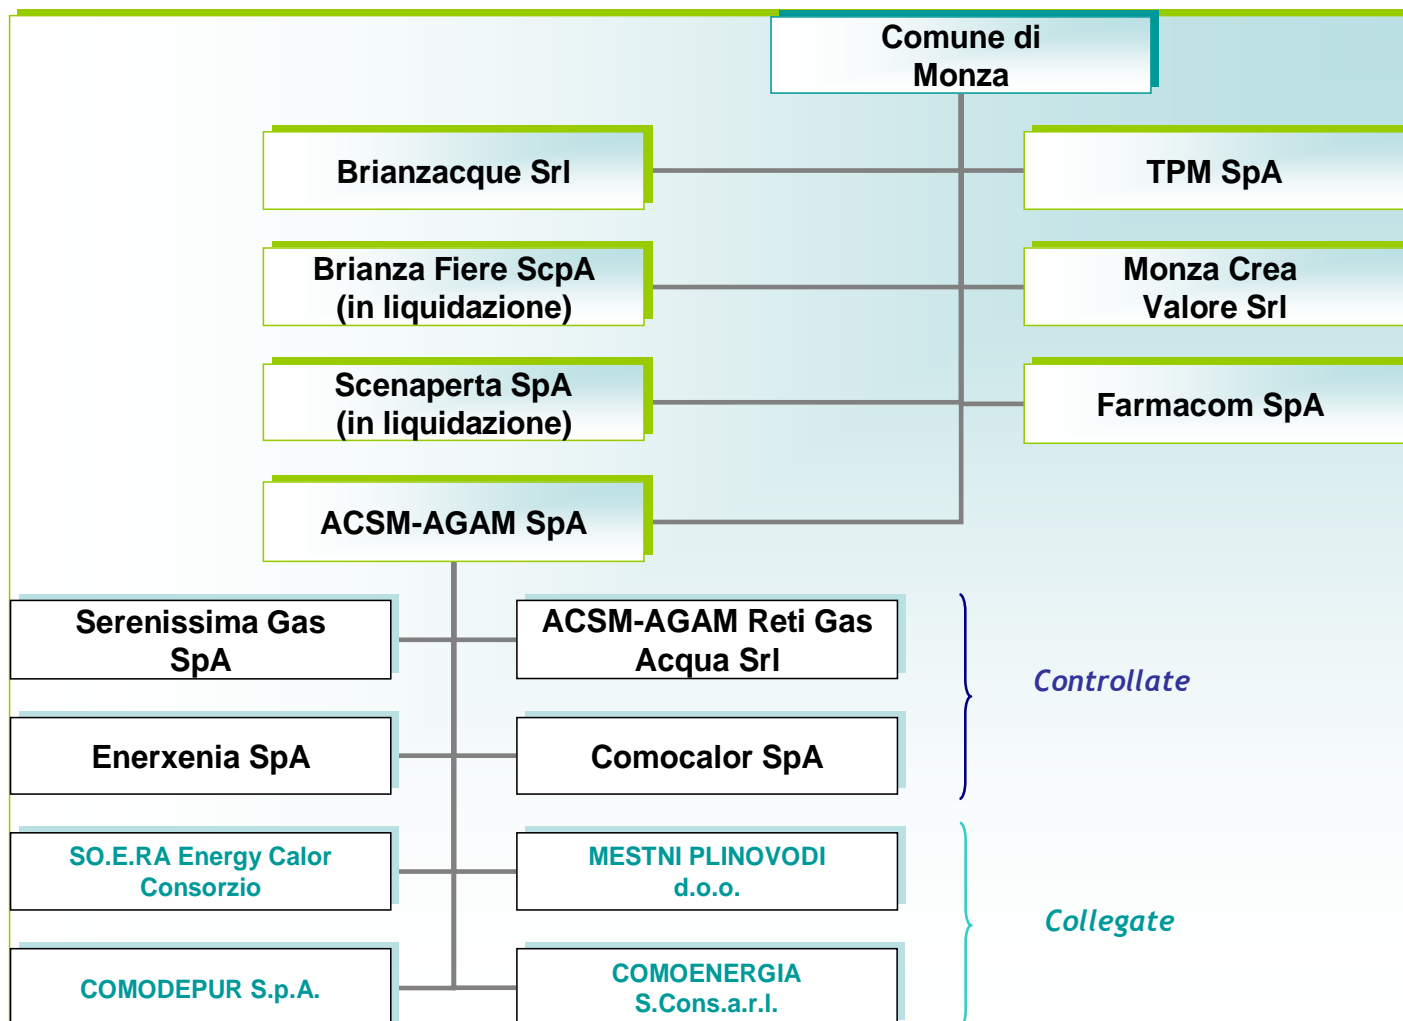 Comune di
Monza
Brianzacque Srl
TPM SpA
Brianza Fiere ScpA
(in liquidazione)
Monza Crea
Valore Srl
Scenaperta SpA
(in liquidazione)
Farmacom SpA
ACSM-AGAM SpA
Serenissima Gas
SpA
ACSM-AGAM Reti Gas
Acqua Srl
Controllate
Enerxenia SpA
Comocalor SpA
SO.E.RA Energy Calor
Consorzio
MESTNI PLINOVODI
d.o.o.
Collegate
COMODEPUR S.p.A.
COMOENERGIA
S.Cons.a.r.l.